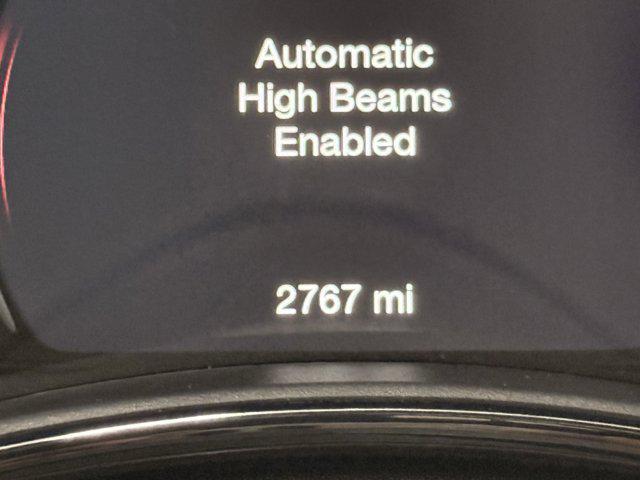 Automatic
High Beams
Enabled
2767 mi